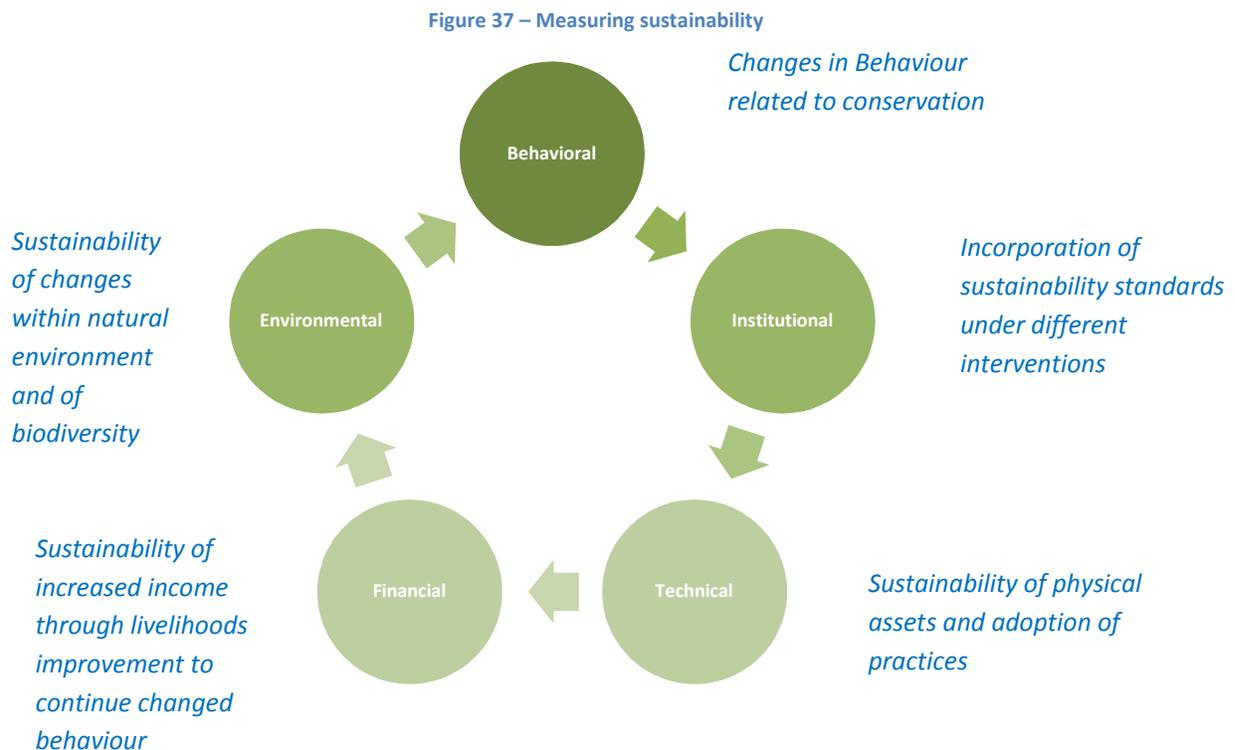 Figure 37 – Measuring sustainability
Behavioral
Changes in Behaviour
related to conservation
Institutional
Incorporation of
sustainability standards
under different
interventions
Technical
Sustainability of physical
assets and adoption of
practices
Financial
Sustainability of
increased income
through livelihoods
improvement to
continue changed
behaviour
Environmental
Sustainability
of changes
within natural
environment
and of
biodiversity